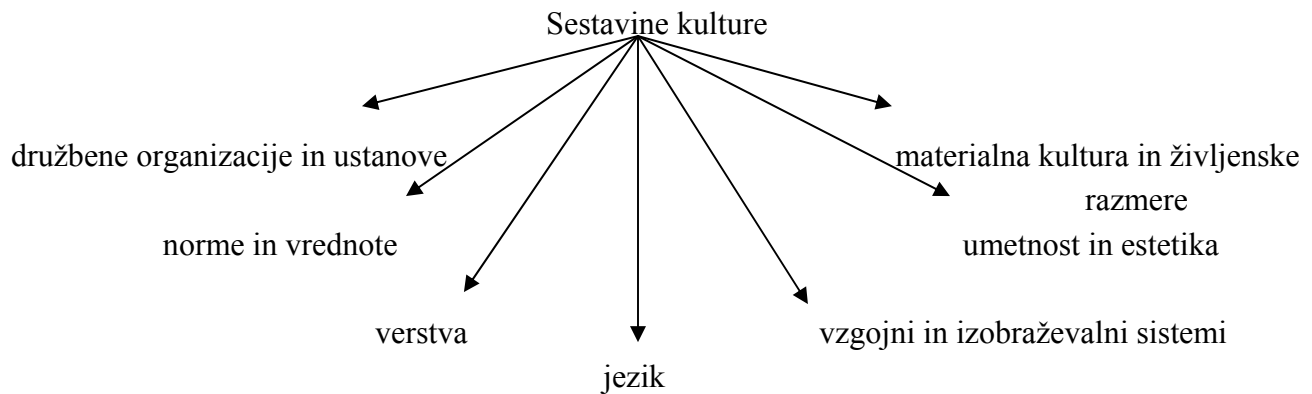 Sestavine kulture
družbene organizacije in ustanove
materialna kultura in življenske
razmere
norme in vrednote
umetnost in estetika
verstva
vzgojni in izobraževalni sistemi
jezik